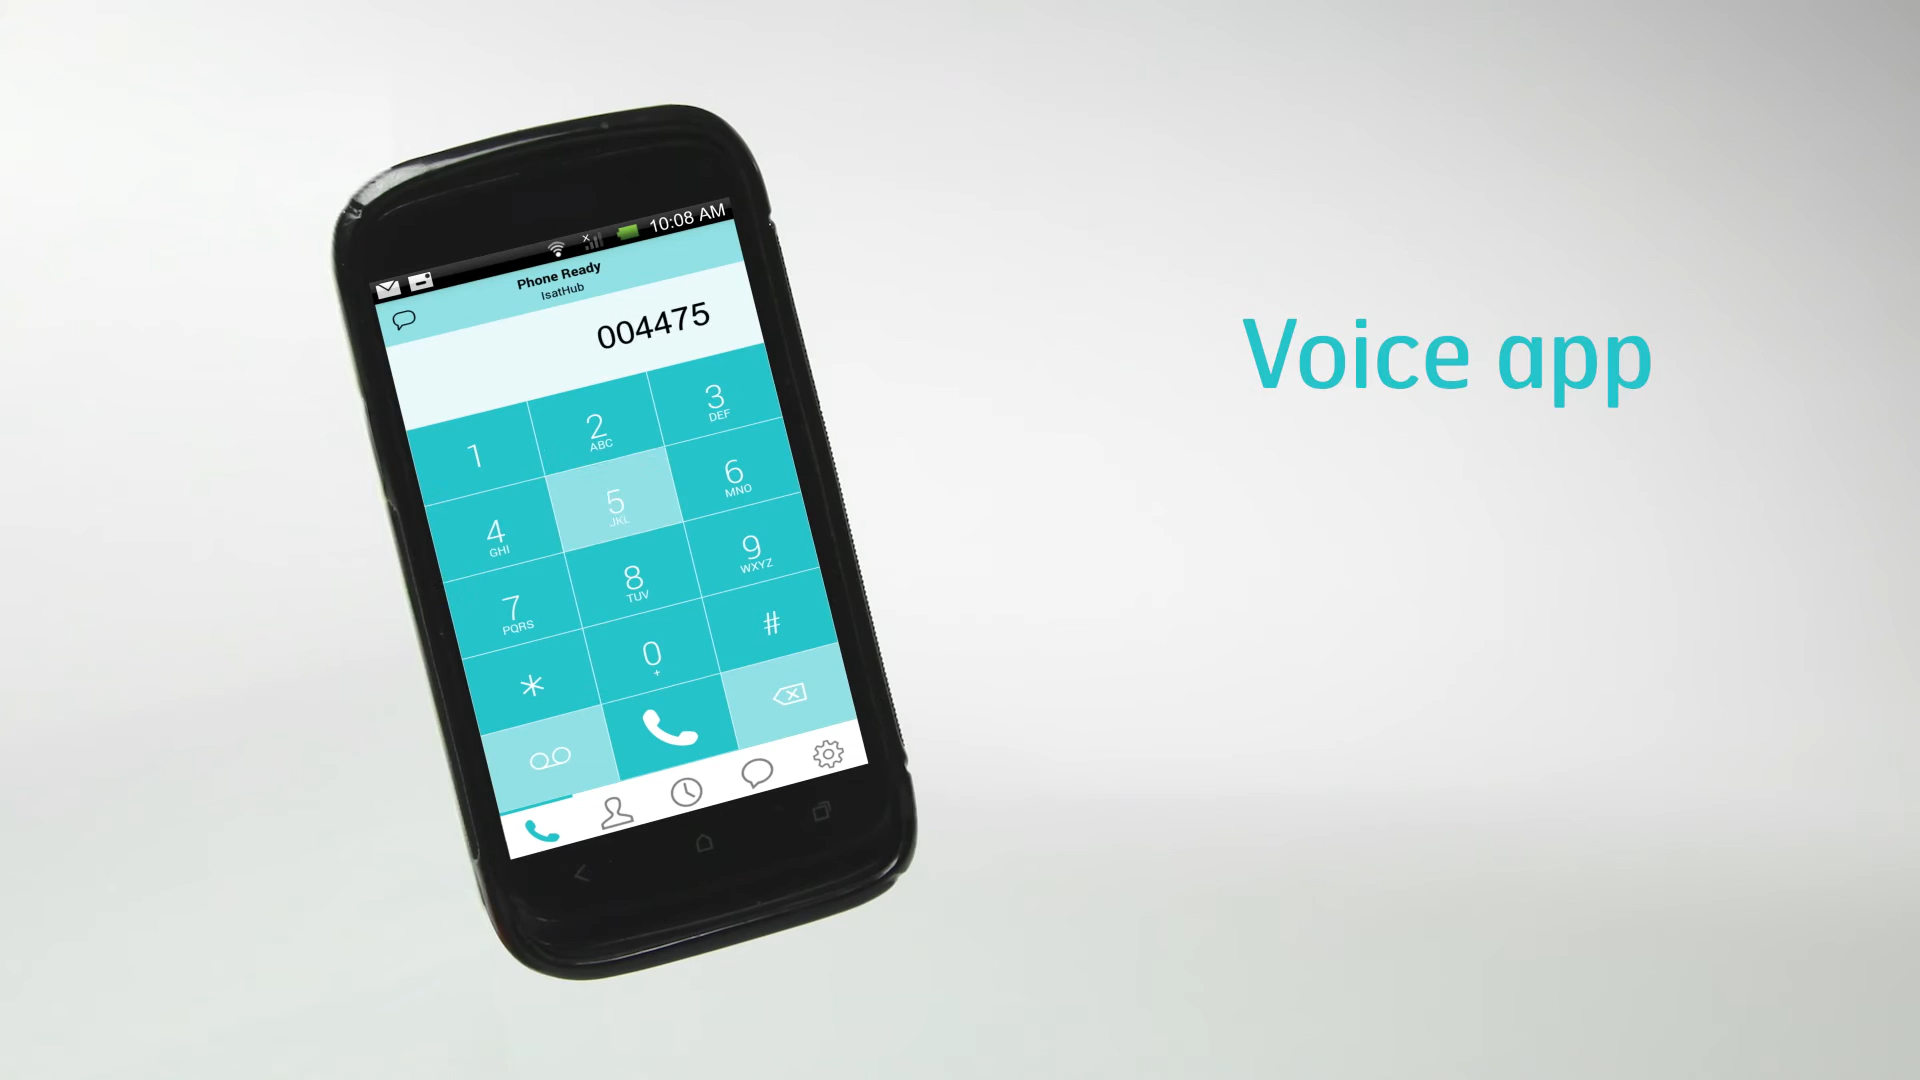 10:08 AM
Phone Ready
IsatHub
004475
Voice app
1
2
ABC
3
DEF
4
GHI
5
JKL
6
MNO
7
PQRS
8
TUV
9
WXYZ
*
0
+
#